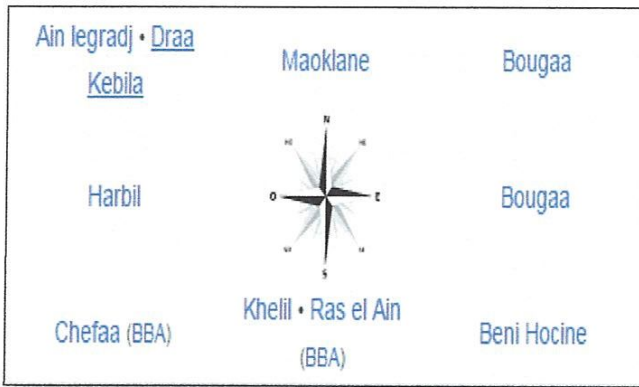 Ain legradj • Draa
Kebila
Maoklane
Bougaa
N
Harbil
O
E
Bougaa
S
Chefaa (BBA)
Khelil • Ras el Ain
(BBA)
Beni Hocine